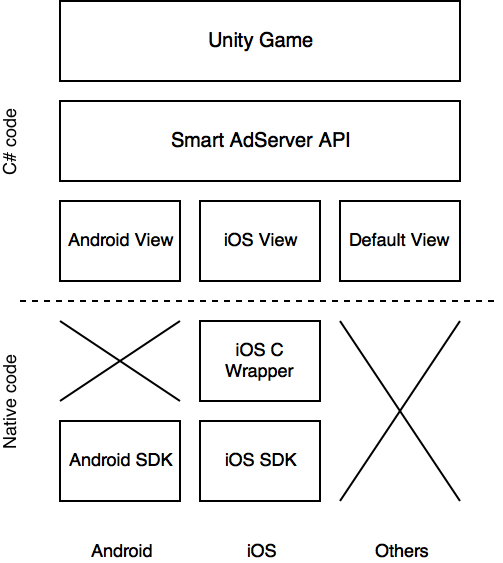 Unity Game
C# code
Smart AdServer API
Android View
iOS View
Default View
Native code
iOS C
Wrapper
Android SDK
iOS SDK
Android
iOS
Others